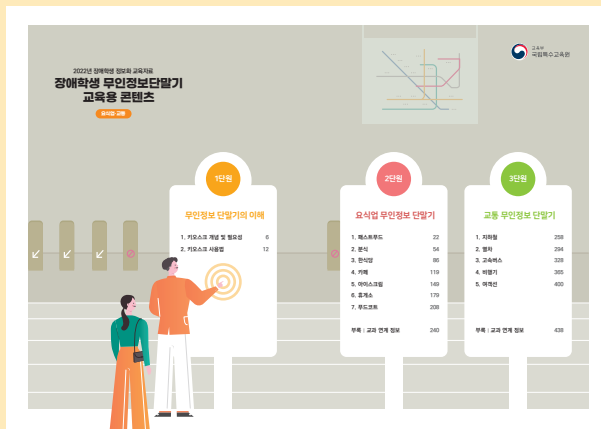 2022년 장애학생 정보화 교육자료
장애학생 무인정보단말기
교육용 콘텐츠
요식업·교통
교육부
국립특수교육원
1단원
무인정보 단말기의 이해
1. 키오스크 개념 및 필요성 6
2. 키오스크 사용법 12
2단원
요식업 무인정보 단말기
1. 패스트푸드 22
2. 분식 54
3. 한식당 86
4. 카페 119
5. 아이스크림 149
6. 휴게소 179
7. 푸드코트 208
부록 : 교과 연계 정보 240
3단원
교통 무인정보 단말기
1. 지하철 259
2. 열차 294
3. 고속버스 328
4. 비행기 365
5. 여객선 400
부록 : 교과 연계 정보 438